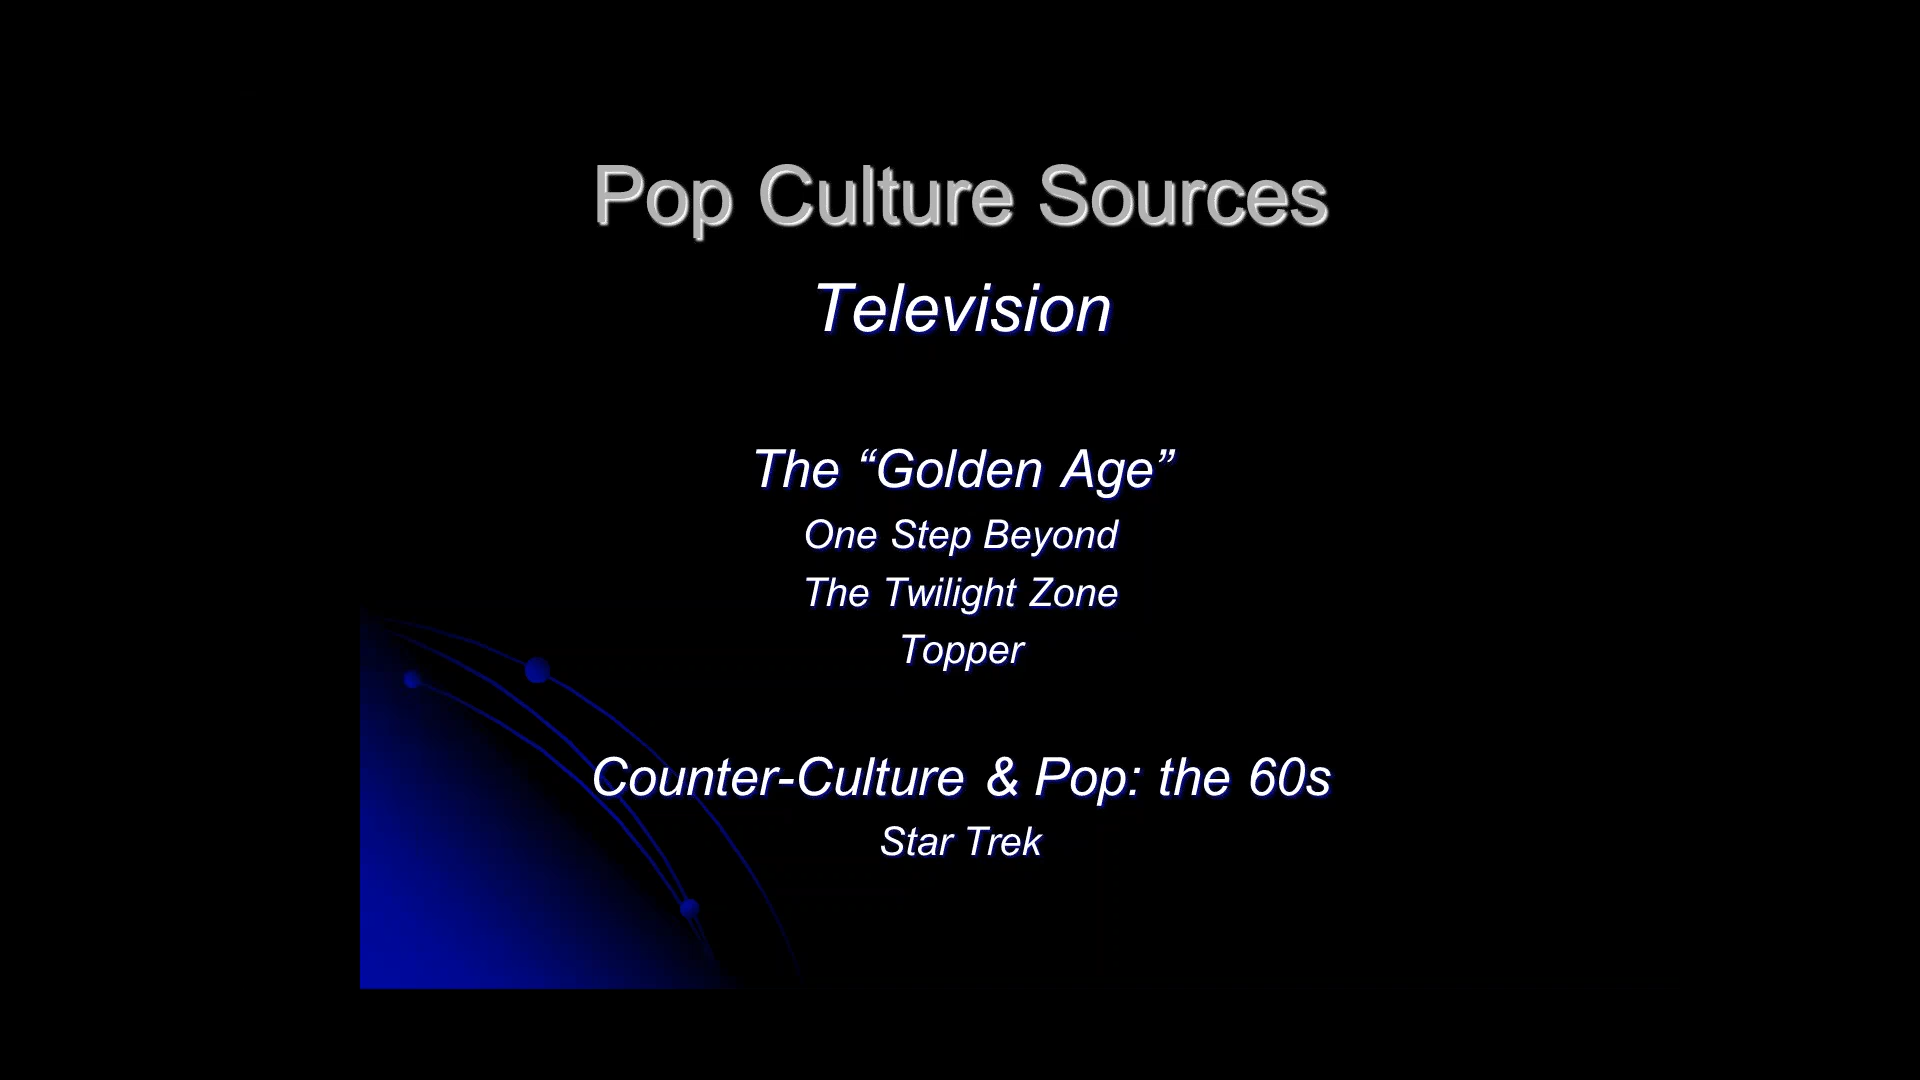 Pop Culture Sources
Television
The “Golden Age”
One Step Beyond
The Twilight Zone
Topper
Counter-Culture & Pop: the 60s
Star Trek